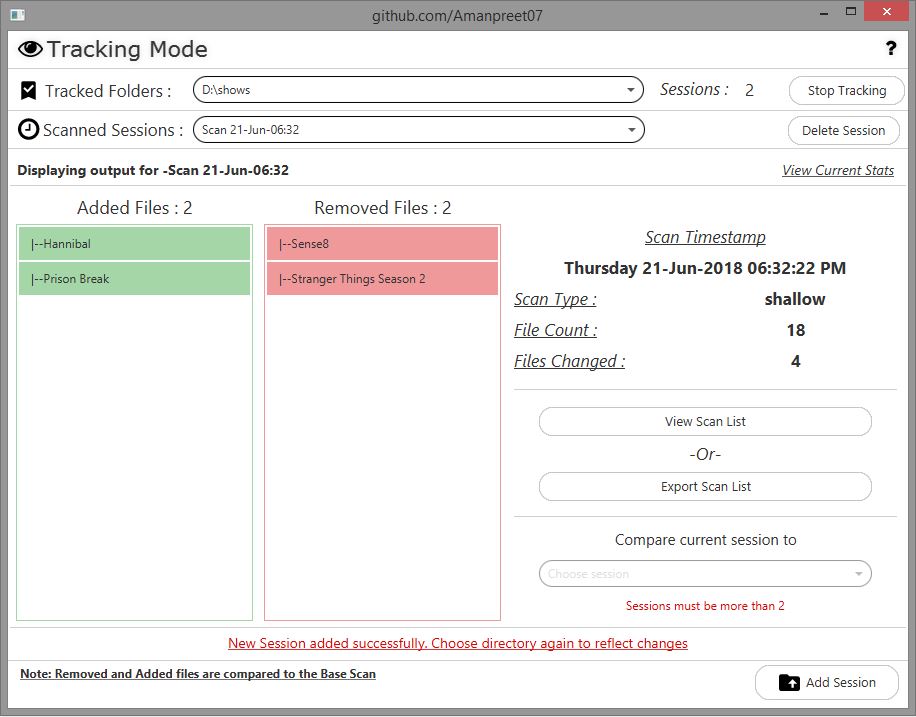 github.com/Amanpreet07
Tracking Mode
?
Tracked Folders :
D:\shows
Sessions :
2
Stop Tracking
Scanned Sessions :
Scan 21-Jun-06:32
Delete Session
Displaying output for -Scan 21-Jun-06:32
View Current Stats
Added Files : 2
|--Hannibal
|--Prison Break
Removed Files : 2
|--Sense8
|--Stranger Things Season 2
Scan Timestamp
Thursday 21-Jun-2018 06:32:22 PM
Scan Type :
shallow
File Count :
18
Files Changed :
4
View Scan List
-Or-
Export Scan List
Compare current session to
Choose session
Sessions must be more than 2
New Session added successfully. Choose directory again to reflect changes
Note: Removed and Added files are compared to the Base Scan
Add Session